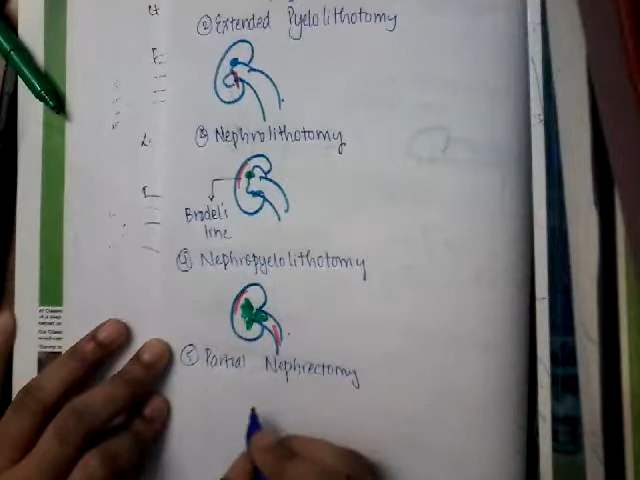 ② Extended Pyelolithotomy
③ Nephrolithotomy
Brodel's
line
④ Nephropyelolithotomy
⑤ Partial Nephrectomy